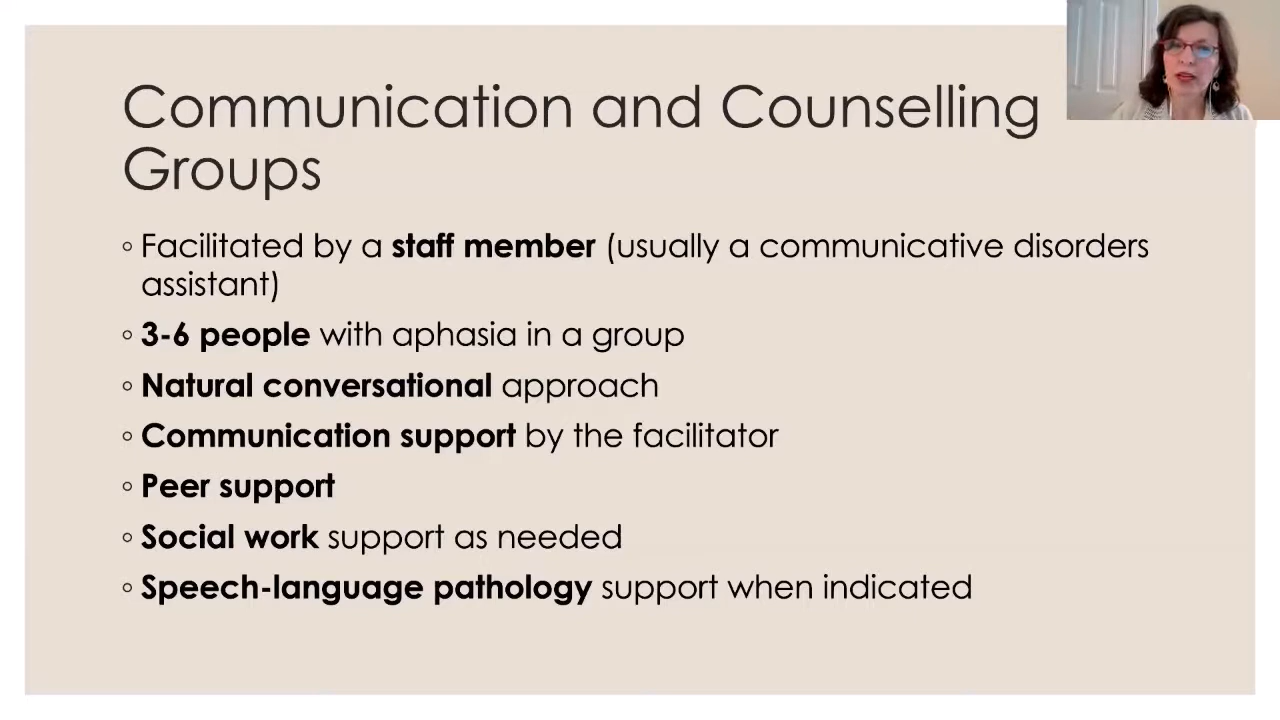 Communication and Counselling
Groups
◦ Facilitated by a staff member (usually a communicative disorders
assistant)
◦ 3-6 people with aphasia in a group
◦ Natural conversational approach
◦ Communication support by the facilitator
◦ Peer support
◦ Social work support as needed
◦ Speech-language pathology support when indicated